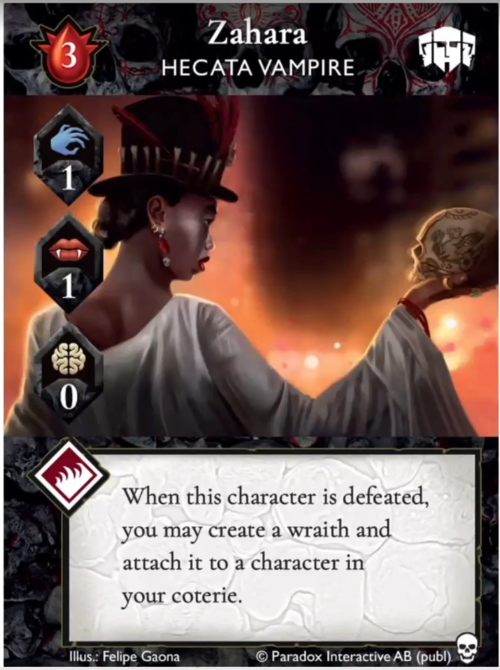 3
Zahara
HECATA VAMPIRE
1
1
0
When this character is defeated,
you may create a wraith and
attach it to a character in
your coterie.
Illus.: Felipe Gaona
© Paradox Interactive AB (publ)